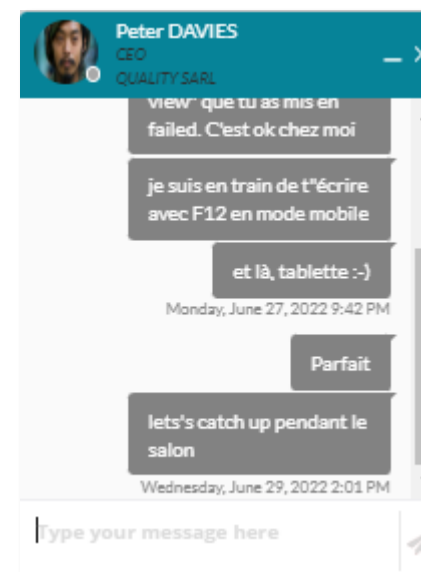 Peter DAVIES
CEO
QUALITY SARL
view" que tu as mis en
failed. C'est ok chez moi
je suis en train de t"écrire
avec F12 en mode mobile
et là, tablette :-)
Monday, June 27, 2022 9:42 PM
Parfait
lets's catch up pendant le
salon
Wednesday, June 29, 2022 2:01 PM
Type your message here